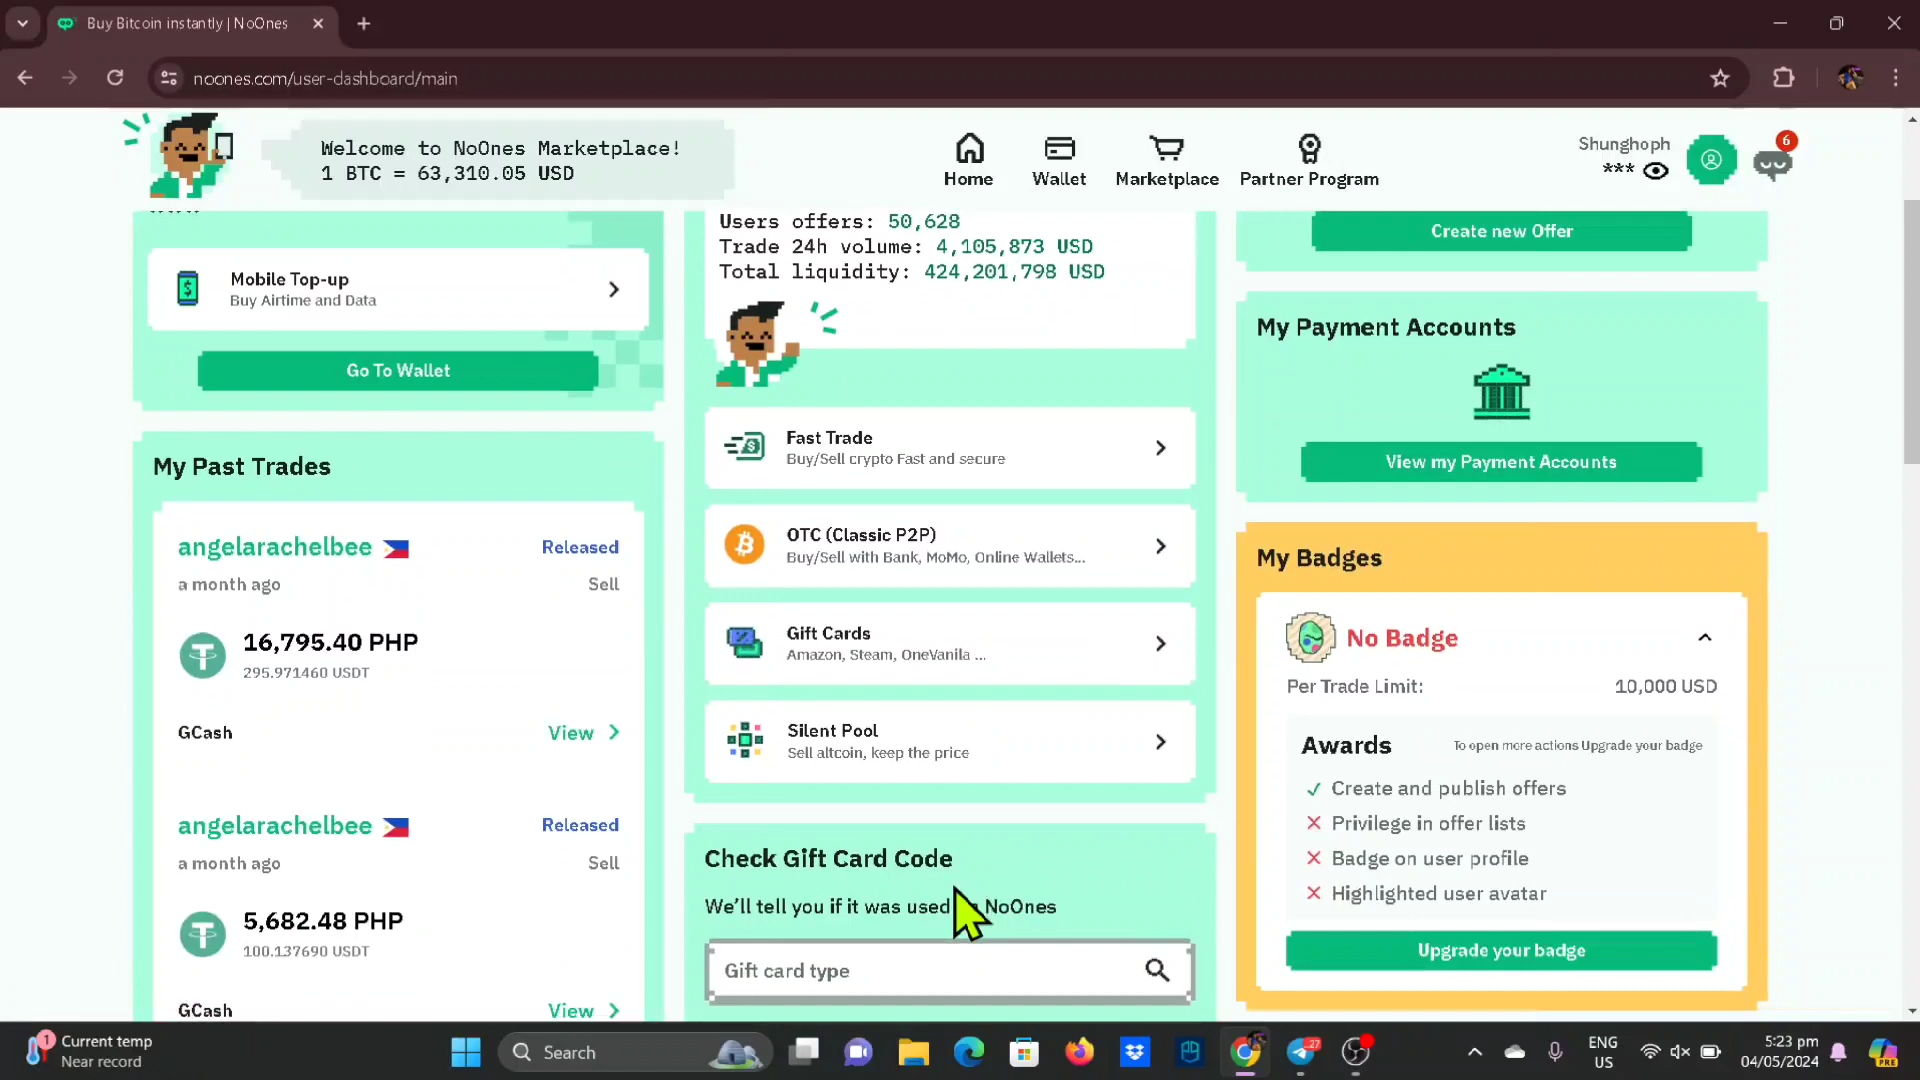 Buy Bitcoin instantly | NoOnes
noones.com/user-dashboard/main
Welcome to NoOnes Marketplace!
1 BTC = 63,310.05 USD
Home
Wallet
Marketplace
Partner Program
Shunghoph
***
6
Mobile Top-up
Buy Airtime and Data
Go To Wallet
My Past Trades
angelarachelbee
Released
a month ago
Sell
16,795.40 PHP
295.971460 USDT
GCash
View
angelarachelbee
Released
a month ago
Sell
5,682.48 PHP
100.137690 USDT
GCash
View
Users offers: 50,628
Trade 24h volume: 4,105,873 USD
Total liquidity: 424,201,798 USD
Fast Trade
Buy/Sell crypto Fast and secure
OTC (Classic P2P)
Buy/Sell with Bank, MoMo, Online Wallets...
Gift Cards
Amazon, Steam, OneVanila ...
Silent Pool
Sell altcoin, keep the price
Check Gift Card Code
We'll tell you if it was used NoOnes
Gift card type
Create new Offer
My Payment Accounts
View my Payment Accounts
My Badges
No Badge
Per Trade Limit:
10,000 USD
Awards
To open more actions Upgrade your badge
Create and publish offers
Privilege in offer lists
Badge on user profile
Highlighted user avatar
Upgrade your badge
1
Current temp
Near record
Search
27
ENG
US
5:23 pm
04/05/2024
PRE